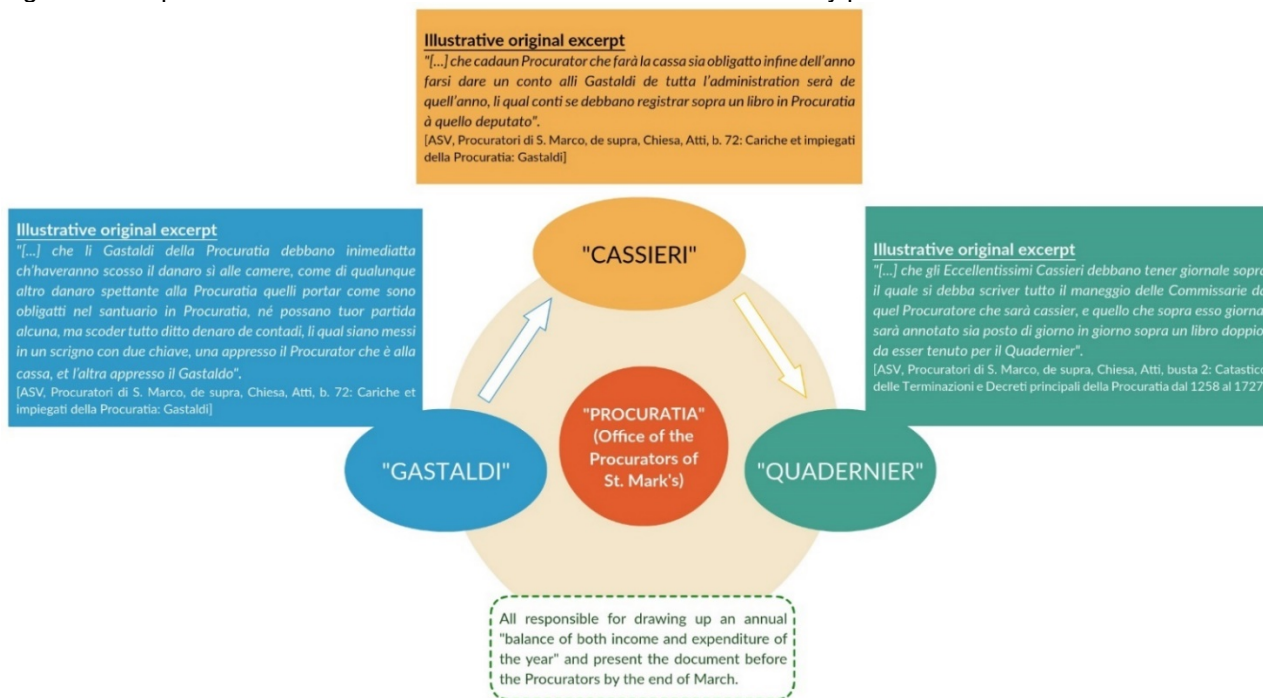 Illustrative original excerpt
"[...] che cadaun Procurator che farà la cassa sia obligatto infine dell'anno
farsi dare un conto alli Gastaldi de tutta l'administration serà de
quell'anno, li qual conti se debbano registrar sopra un libro in Procuratia
à quello deputato".
[ASV, Procuratori di S. Marco, de supra, Chiesa, Atti, b. 72: Cariche et impiegati
della Procuratia: Gastaldi]
Illustrative original excerpt
"[...] che li Gastaldi della Procuratia debbano inimediatta
ch'haveranno scosso il danaro sì alle camere, come di qualunque
altro danaro spettante alla Procuratia quelli portar come sono
obligatti nel santuario in Procuratia, né possano tuor partida
alcuna, ma scoder tutto ditto denaro de contadi, li qual siano messi
in un scrigno con due chiave, una appresso il Procurator che è alla
cassa, et l'altra appresso il Gastaldo".
[ASV, Procuratori di S. Marco, de supra, Chiesa, Atti, b. 72: Cariche et
impiegati della Procuratia: Gastaldi]
"CASSIERI"
Illustrative original excerpt
"[...] che gli Eccellentissimi Cassieri debbano tener giornale sopra
il quale si debba scriver tutto il maneggio delle Commissarie da
quel Procuratore che sarà cassier, e quello che sopra esso giornal
sarà annotato sia posto di giorno in giorno sopra un libro doppio
da esser tenuto per il Quadernier".
[ASV, Procuratori di S. Marco, de supra, Chiesa, Atti, busta 2: Catastico
delle Terminazioni e Decreti principali della Procuratia dal 1258 al 1727
"GASTALDI"
"PROCURATIA"
(Office of the
Procurators of
St. Mark's)
"QUADERNIER"
All responsible for drawing up an annual
"balance of both income and expenditure of
the year" and present the document before
the Procurators by the end of March.